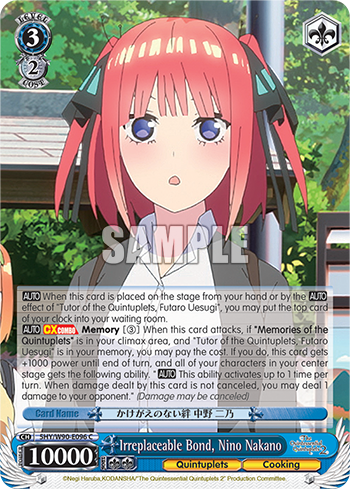 LEVEL
3
2
COST
SAMPLE
AUTO When this card is placed on the stage from your hand or by the AUTO
effect of "Tutor of the Quintuplets, Futaro Uesugi", you may put the top card
of your clock into your waiting room.
AUTO CX COMBO Memory [③] When this card attacks, if "Memories of the
Quintuplets" is in your climax area, and "Tutor of the Quintuplets, Futaro
Uesugi" is in your memory, you may pay the cost. If you do, this card gets
+1000 power until end of turn, and all of your characters in your center
stage gets the following ability. "AUTO This ability activates up to 1 time per
turn. When damage dealt by this card is not canceled, you may deal 1
damage to your opponent." (Damage may be canceled)
Card Name かけがえのない絆 中野 二乃
CH 5HY/W90-E096 C
Irreplaceable Bond, Nino Nakano
The Quintessential Quintuplets 2
POWER
10000
SOUL
Quintuplets Cooking
©Negi Haruba,KODANSHA/"The Quintessential Quintuplets 2" Production Committee.